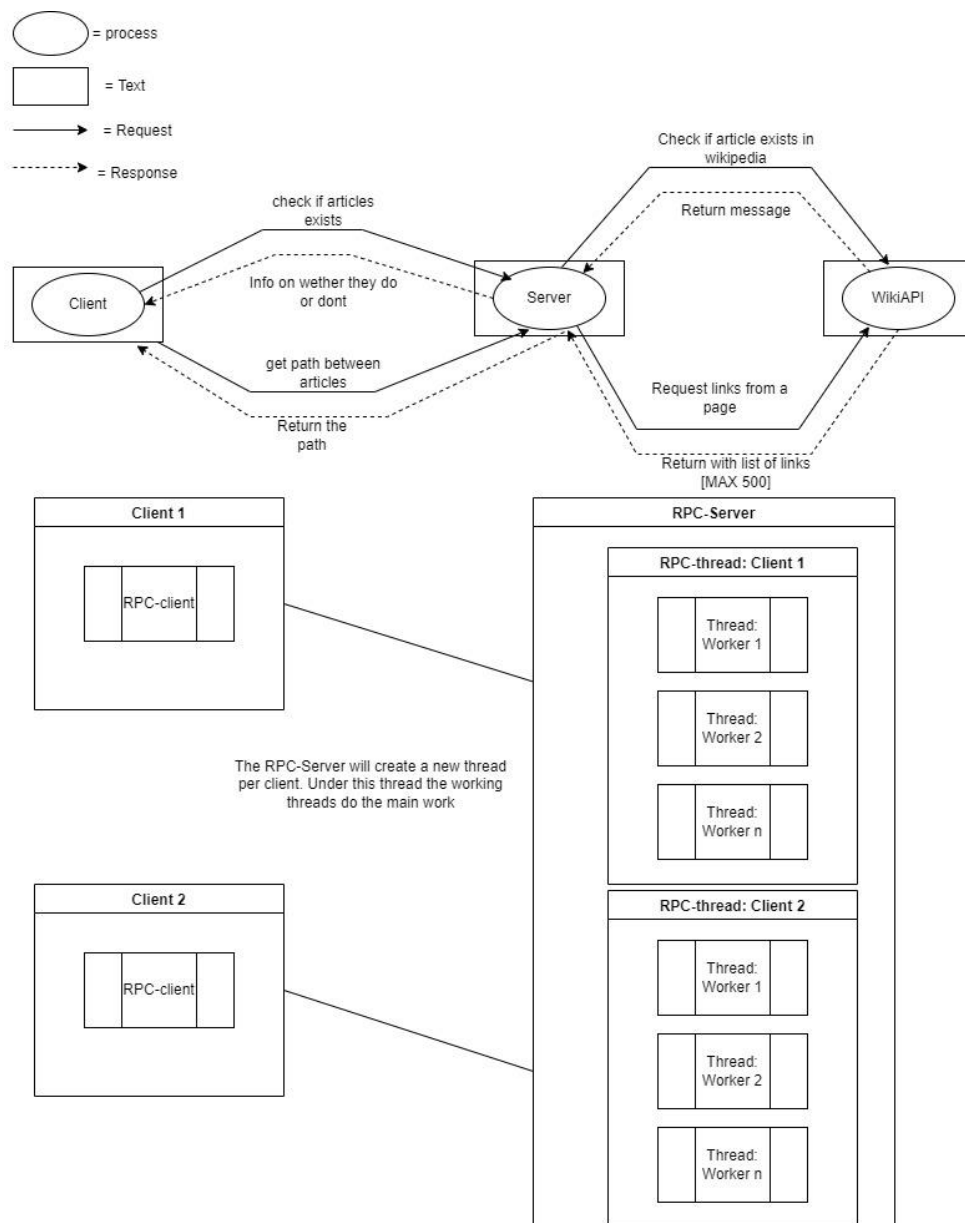 = process
= Text
= Request
= Response
Check if article exists in
wikipedia
check if articles
exists
Return message
Client
Info on wether they do
or dont
Server
WikiAPI
get path between
articles
Request links from a
page
Return the
path
Return with list of links
[MAX 500]
Client 1
RPC-client
RPC-Server
RPC-thread: Client 1
Thread:
Worker 1
Thread:
Worker 2
Thread:
Worker n
The RPC-Server will create a new thread
per client. Under this thread the working
threads do the main work
Client 2
RPC-client
RPC-thread: Client 2
Thread:
Worker 1
Thread:
Worker 2
Thread:
Worker n